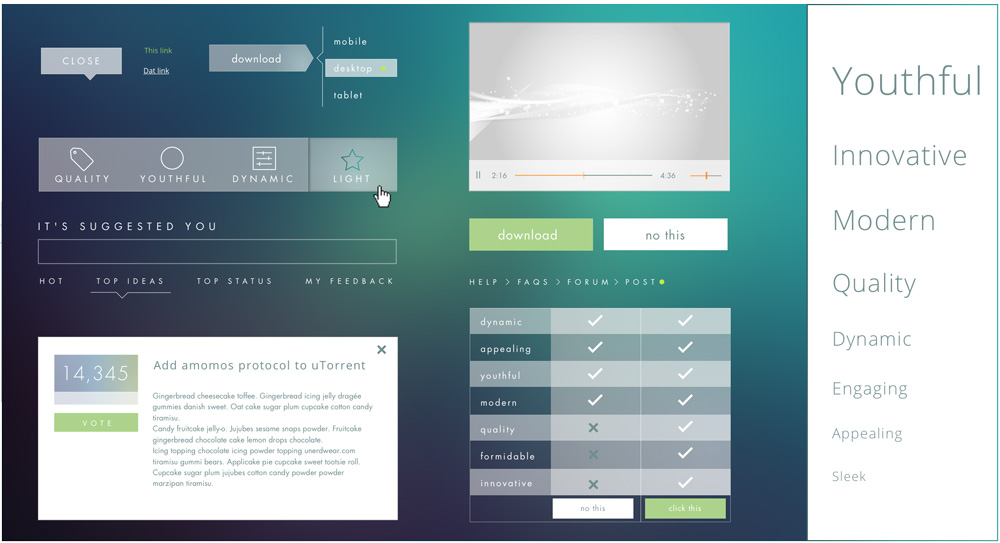 CLOSE
This link
Dat link
download
mobile
desktop
tablet
QUALITY
YOUTHFUL
DYNAMIC
LIGHT
IT'S SUGGESTED YOU
HOT
TOP IDEAS
TOP STATUS
MY FEEDBACK
14,345
VOTE
Add amomos protocol to uTorrent
Gingerbread cheesecake toffee. Gingerbread icing jelly dragée
gummies danish sweet. Oat cake sugar plum cupcake cotton candy
tiramisu.
Candy fruitcake jelly-o. Jujubes sesame snaps powder. Fruitcake
gingerbread chocolate cake lemon drops chocolate.
Icing topping chocolate icing powder topping unerdwear.com
tiramisu gummi bears. Applicake pie cupcake sweet tootsie roll.
Cupcake sugar plum jujubes cotton candy powder powder
marzipan tiramisu.
2:16
4:36
download
no this
HELP > FAQS > FORUM > POST
dynamic
appealing
youthful
modern
quality
formidable
innovative
no this
click this
Youthful
Innovative
Modern
Quality
Dynamic
Engaging
Appealing
Sleek